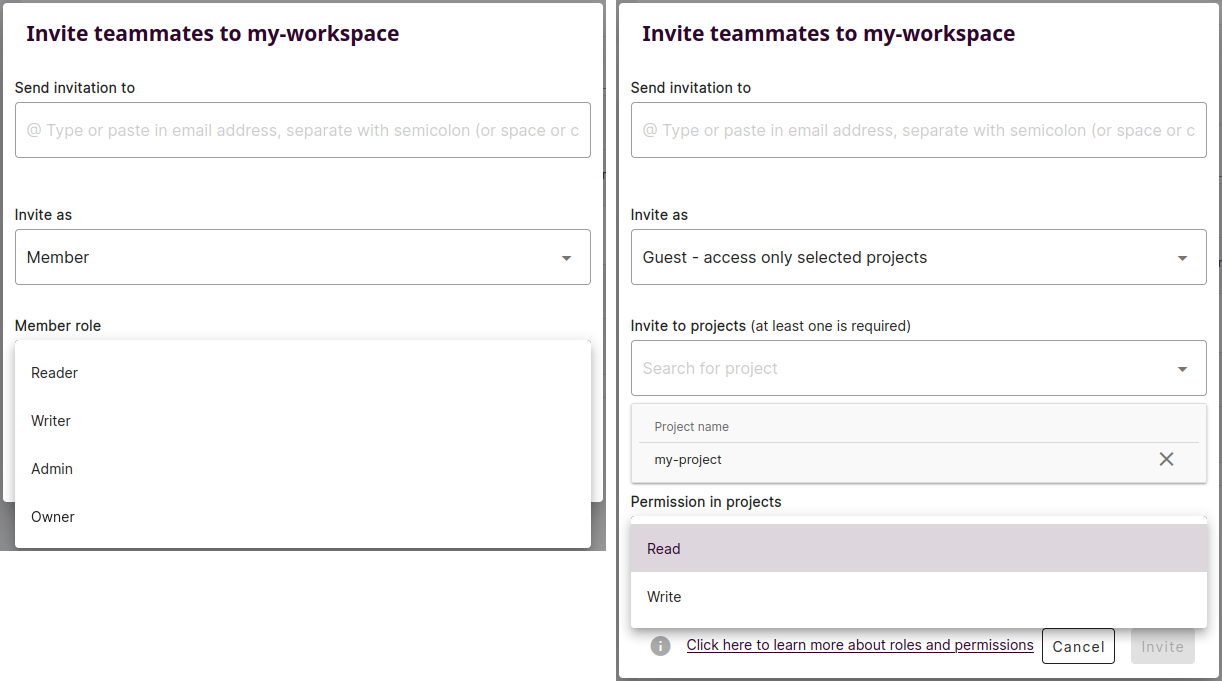 Invite teammates to my-workspace
Send invitation to
@ Type or paste in email address, separate with semicolon (or space or c
Invite as
Member
Member role
Reader
Writer
Admin
Owner
Invite teammates to my-workspace
Send invitation to
@ Type or paste in email address, separate with semicolon (or space or c
Invite as
Guest - access only selected projects
Invite to projects (at least one is required)
Search for project
Project name
my-project
Permission in projects
Read
Write
Click here to learn more about roles and permissions
Cancel
Invite